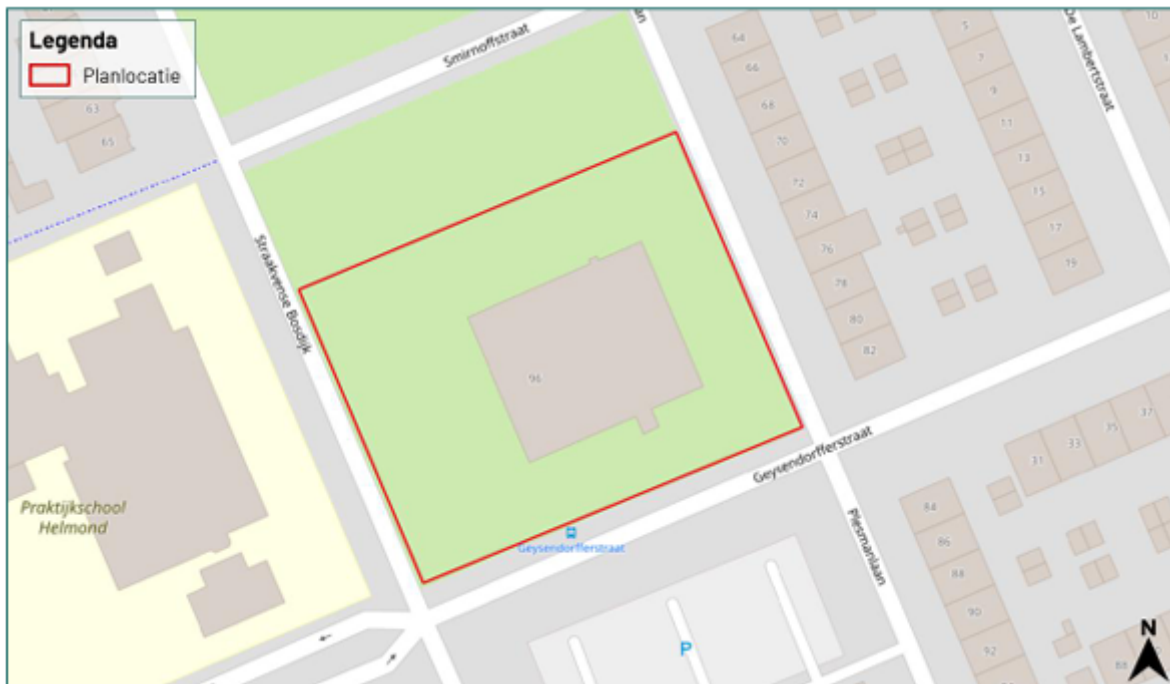 Legenda
Planlocatie
Smirnoffstraat
an
De Lambertstraat
Straakvense Bosdijk
Geysendorfferstraat
Plesmanlaan
Geysendorfferstraat
Praktijkschool
Helmond
P
N
63
65
64
66
68
70
72
74
76
78
80
82
5
7
9
11
13
15
17
19
10
96
31
33
35
37
84
86
88
90
92
88